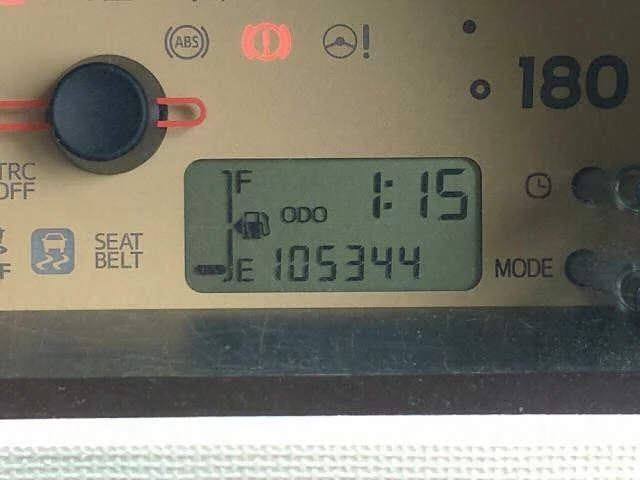 ABS
!
!
180
TRC
OFF
F
ODO
1:15
E
105344
SEAT
BELT
MODE